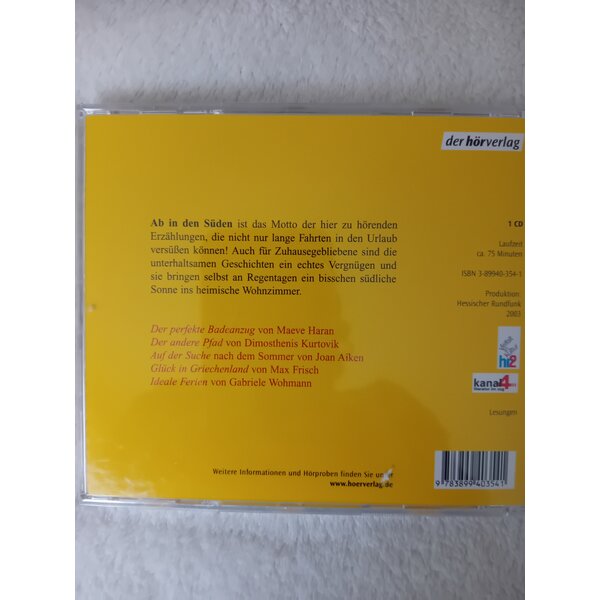 der hörverlag
Ab in den Süden ist das Motto der hier zu hörenden
Erzählungen, die nicht nur lange Fahrten in den Urlaub
versüßen können! Auch für Zuhausegebliebene sind die
unterhaltsamen Geschichten ein echtes Vergnügen und
sie bringen selbst an Regentagen ein bisschen südliche
Sonne ins heimische Wohnzimmer.
Der perfekte Badeanzug von Maeve Haran
Der andere Pfad von Dimosthenis Kurtovik
Auf der Suche nach dem Sommer von Joan Aiken
Glück in Griechenland von Max Frisch
Ideale Ferien von Gabriele Wohmann
1 CD
Laufzeit
ca. 75 Minuten
ISBN 3-89940-354-1
Produktion:
Hessischer Rundfunk
2003
hr2
kanal4
Lesungen
Weitere Informationen und Hörproben finden Sie unter
www.hoerverlag.de
9 783899 403541